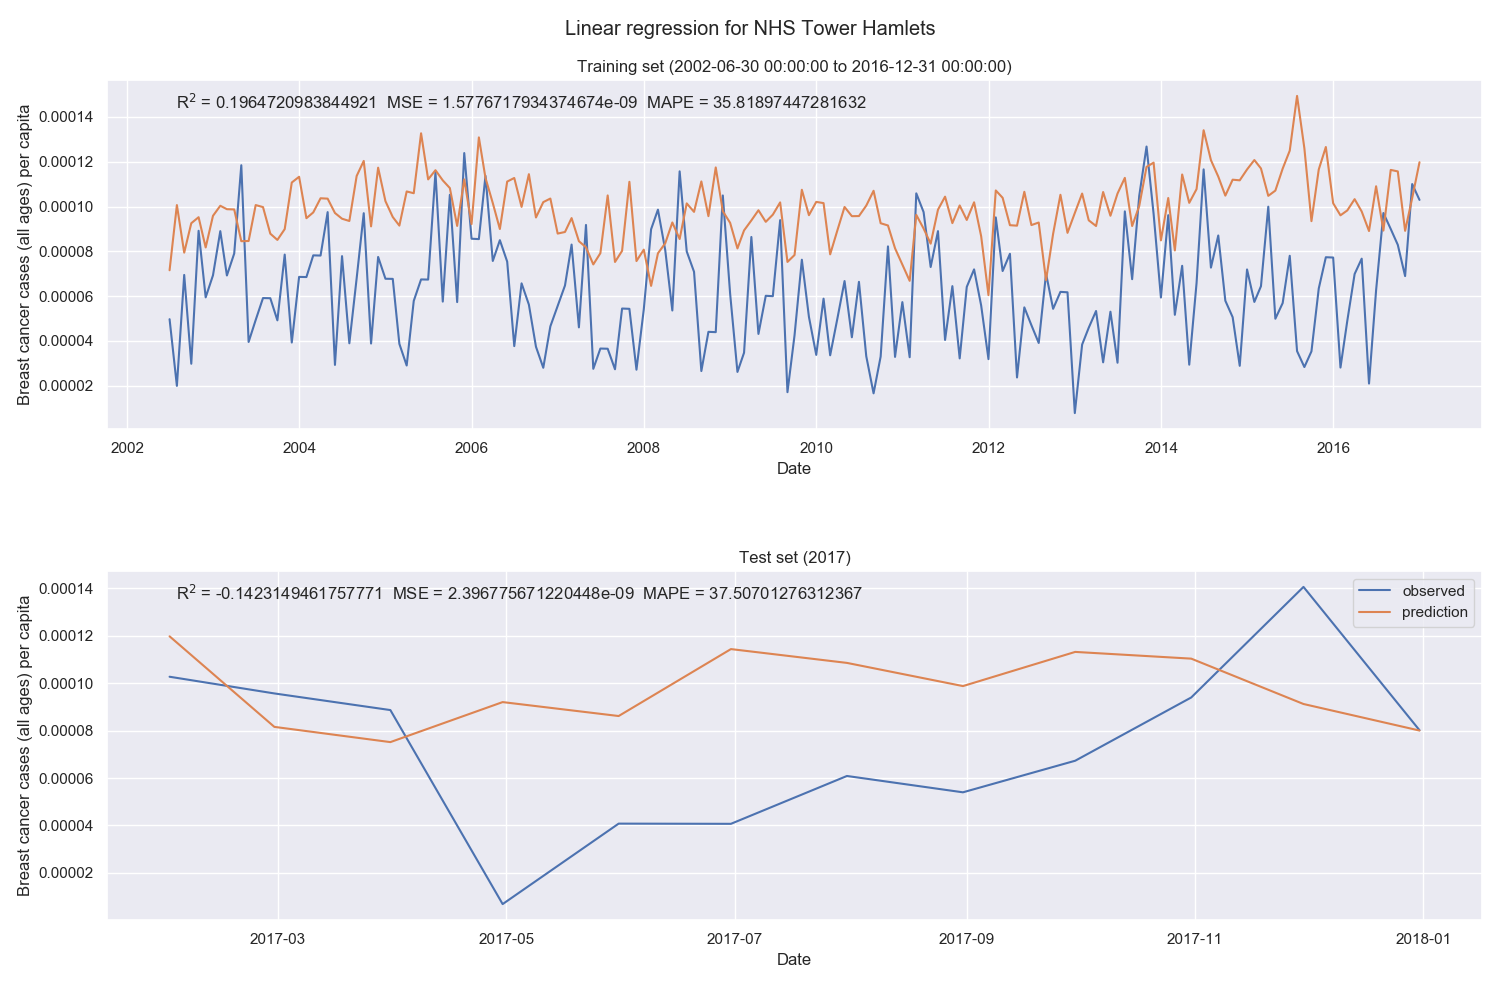 Linear regression for NHS Tower Hamlets
Training set (2002-06-30 00:00:00 to 2016-12-31 00:00:00)
R² = 0.1964720983844921 MSE = 1.5776717934374674e-09 MAPE = 35.81897447281632
Breast cancer cases (all ages) per capita
0.00014
0.00012
0.00010
0.00008
0.00006
0.00004
0.00002
2002 2004 2006 2008 2010 2012 2014 2016
Date
Test set (2017)
R² = -0.1423149461757771 MSE = 2.396775671220448e-09 MAPE = 37.50701276312367
observed
prediction
Breast cancer cases (all ages) per capita
0.00014
0.00012
0.00010
0.00008
0.00006
0.00004
0.00002
2017-03 2017-05 2017-07 2017-09 2017-11 2018-01
Date